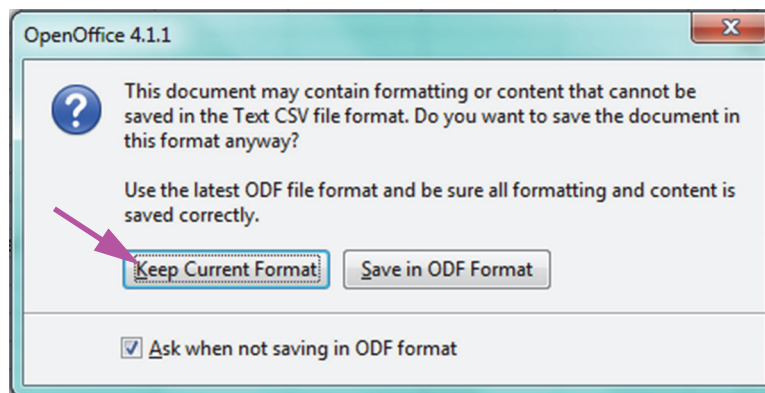 OpenOffice 4.1.1
This document may contain formatting or content that cannot be
saved in the Text CSV file format. Do you want to save the document in
this format anyway?
Use the latest ODF file format and be sure all formatting and content is
saved correctly.
Keep Current Format Save in ODF Format
Ask when not saving in ODF format